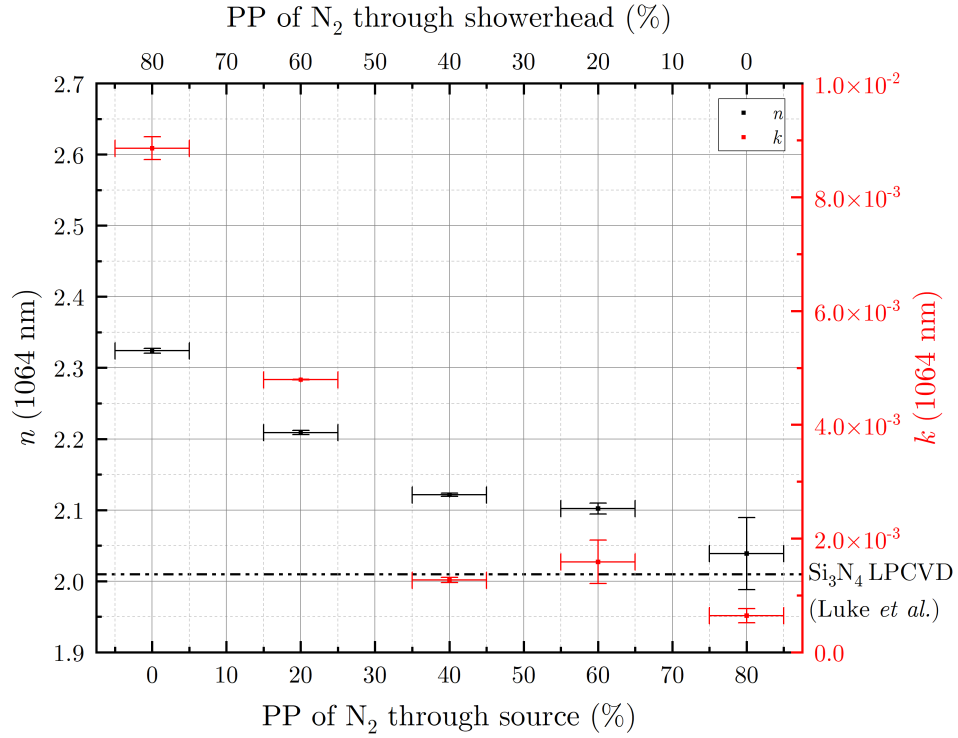 PP of N₂ through showerhead (%)
80 70 60 50 40 30 20 10 0
2.7
2.6
2.5
2.4
2.3
2.2
2.1
2.0
1.9
n (1064 nm)
n
k
1.0×10⁻²
8.0×10⁻³
6.0×10⁻³
4.0×10⁻³
2.0×10⁻³
0.0
k (1064 nm)
Si₃N₄ LPCVD
(Luke et al.)
0 10 20 30 40 50 60 70 80
PP of N₂ through source (%)